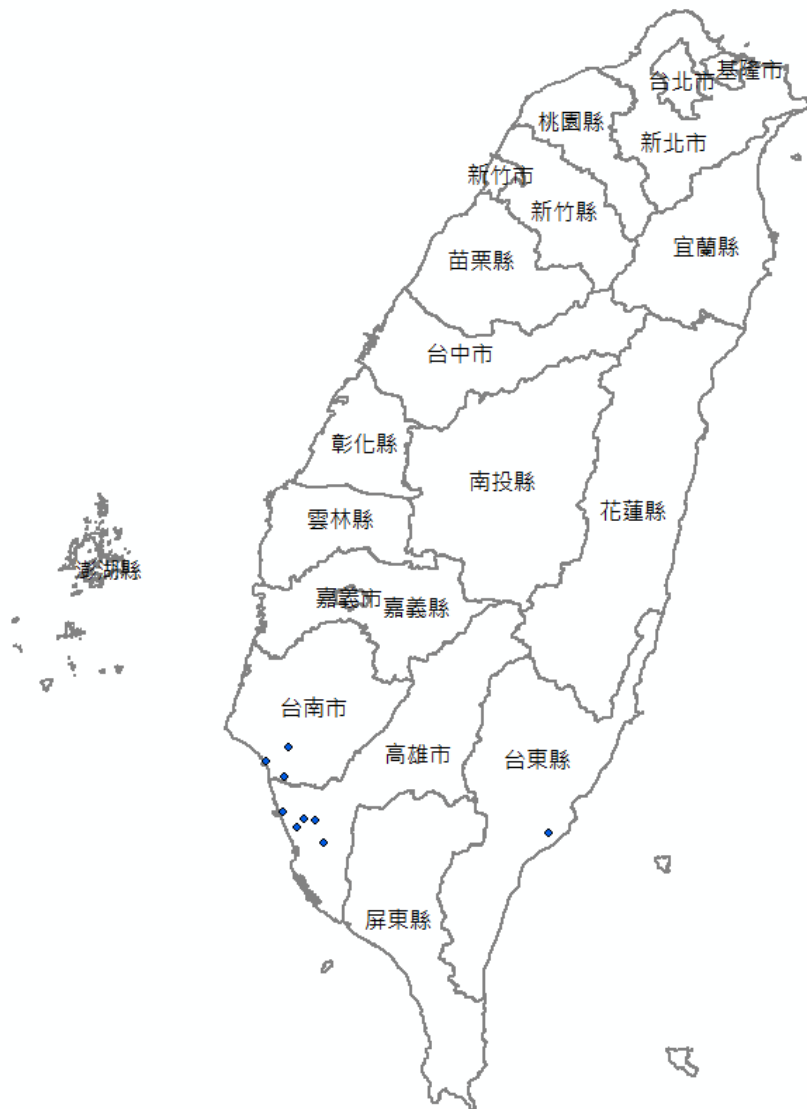 基隆市
台北市
桃園縣
新北市
新竹市
新竹縣
宜蘭縣
苗栗縣
台中市
彰化縣
南投縣
花蓮縣
雲林縣
澎湖縣
嘉義市
嘉義縣
台南市
高雄市
台東縣
屏東縣